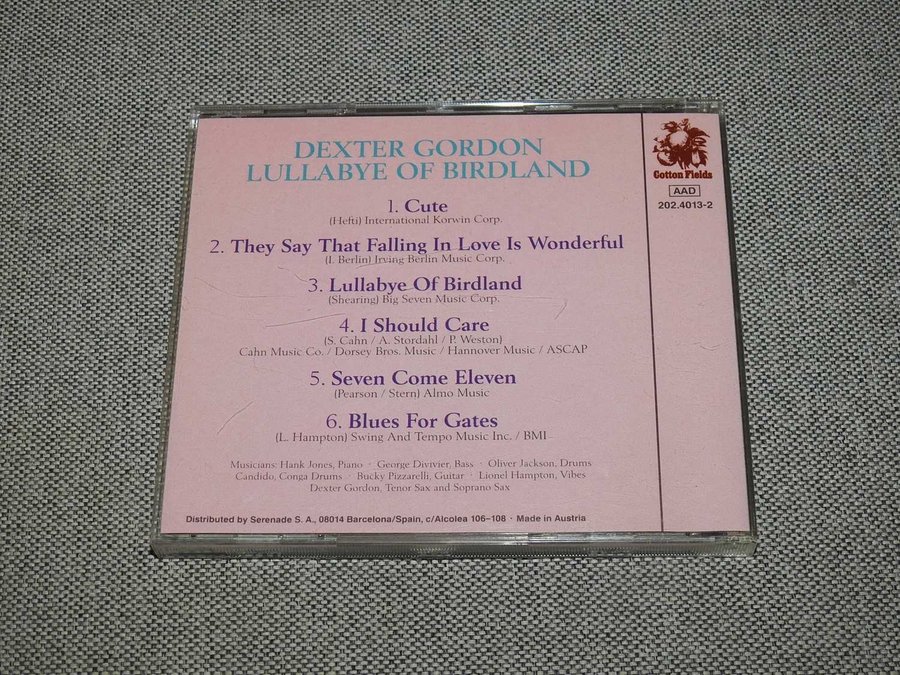 DEXTER GORDON
LULLABYE OF BIRDLAND
1. Cute
(Hefti) International Korwin Corp.
2. They Say That Falling In Love Is Wonderful
(I. Berlin) Irving Berlin Music Corp.
3. Lullabye Of Birdland
(Shearing) Big Seven Music Corp.
4. I Should Care
(S. Cahn / A. Stordahl / P. Weston)
Cahn Music Co. / Dorsey Bros. Music / Hannover Music / ASCAP
5. Seven Come Eleven
(Pearson / Stern) Almo Music
6. Blues For Gates
(L. Hampton) Swing And Tempo Music Inc. / BMI
Musicians: Hank Jones, Piano · George Divivier, Bass · Oliver Jackson, Drums
Candido, Conga Drums · Bucky Pizzarelli, Guitar · Lionel Hampton, Vibes
Dexter Gordon, Tenor Sax and Soprano Sax
Distributed by Serenade S. A., 08014 Barcelona/Spain, c/Alcolea 106–108 · Made in Austria
Cotton Fields
AAD
202.4013-2